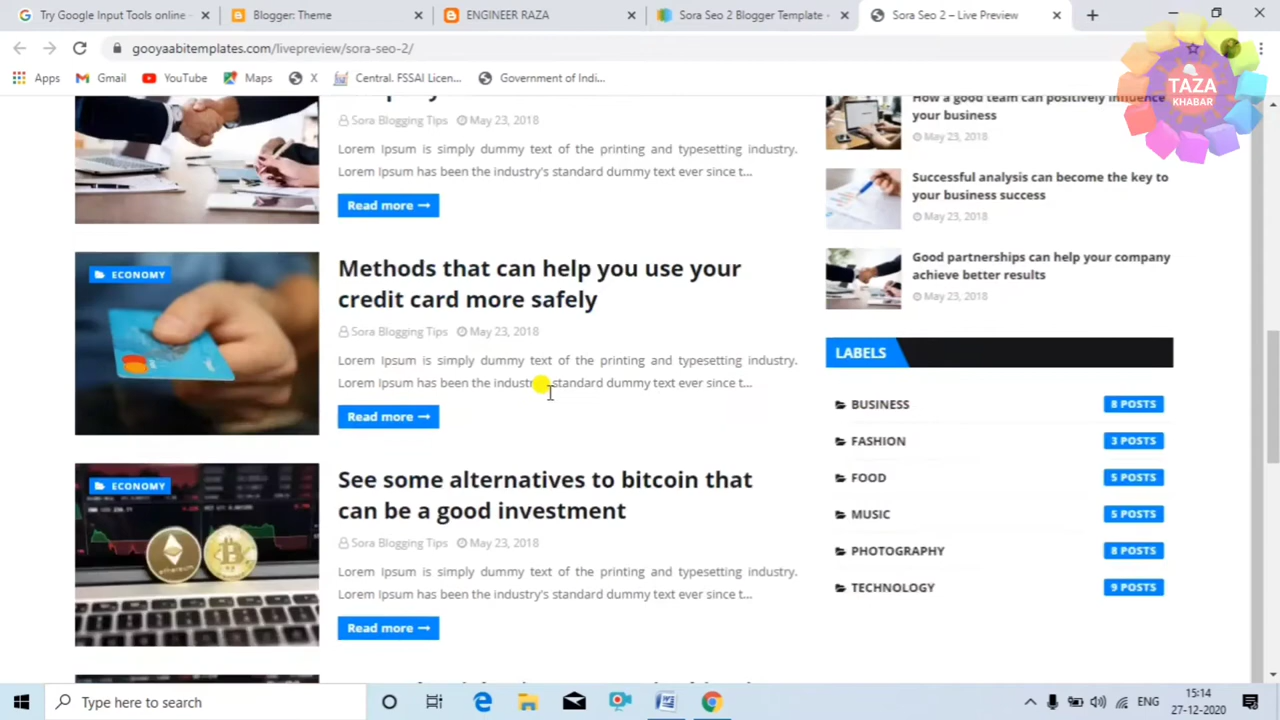 Try Google Input Tools online -
Blogger: Theme
ENGINEER RAZA
Sora Seo 2 Blogger Template -
Sora Seo 2 – Live Preview
gooyaabitemplates.com/livepreview/sora-seo-2/
Apps
Gmail
YouTube
Maps
X
Central. FSSAI Licen...
Government of Indi...
TAZA
KHABAR
How a good team can positively influence
your business
May 23, 2018
Sora Blogging Tips May 23, 2018
Lorem Ipsum is simply dummy text of the printing and typesetting industry.
Lorem Ipsum has been the industry's standard dummy text ever since t...
Read more →
Successful analysis can become the key to
your business success
May 23, 2018
Good partnerships can help your company
achieve better results
May 23, 2018
ECONOMY
Methods that can help you use your
credit card more safely
Sora Blogging Tips May 23, 2018
Lorem Ipsum is simply dummy text of the printing and typesetting industry.
Lorem Ipsum has been the standard dummy text ever since t...
Read more →
LABELS
BUSINESS 8 POSTS
FASHION 3 POSTS
FOOD 5 POSTS
MUSIC 5 POSTS
PHOTOGRAPHY 8 POSTS
TECHNOLOGY 9 POSTS
ECONOMY
See some alternatives to bitcoin that
can be a good investment
Sora Blogging Tips May 23, 2018
Lorem Ipsum is simply dummy text of the printing and typesetting industry.
Lorem Ipsum has been the industry's standard dummy text ever since t...
Read more →
ethereum
Type here to search
ENG
15:14
27-12-2020